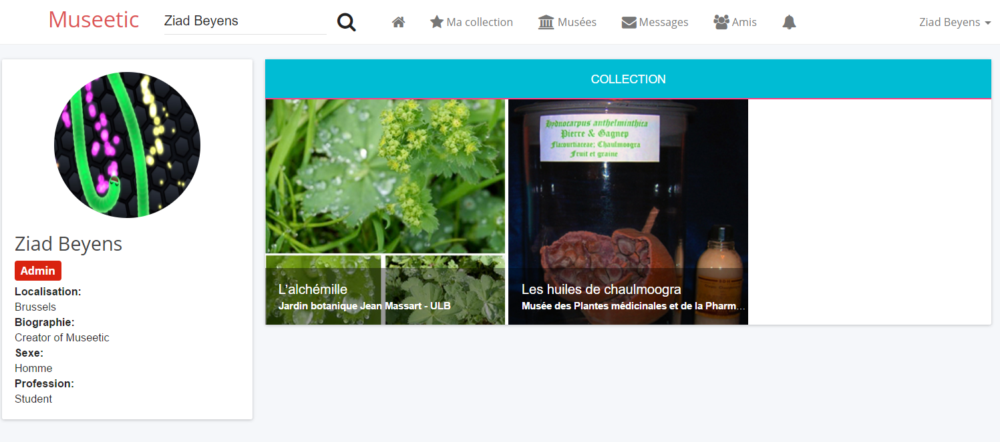 Museetic
Ziad Beyens
Ma collection
Musées
Messages
Amis
Ziad Beyens
Ziad Beyens
Admin
Localisation:
Brussels
Biographie:
Creator of Museetic
Sexe:
Homme
Profession:
Student
COLLECTION
L'alchémille
Jardin botanique Jean Massart - ULB
Hydnocarpus anthelminthica
Pierre & Gagnep
Flacourtiaceae; Chaulmoogra
Fruit et graine
Les huiles de chaulmoogra
Musée des Plantes médicinales et de la Pharm...